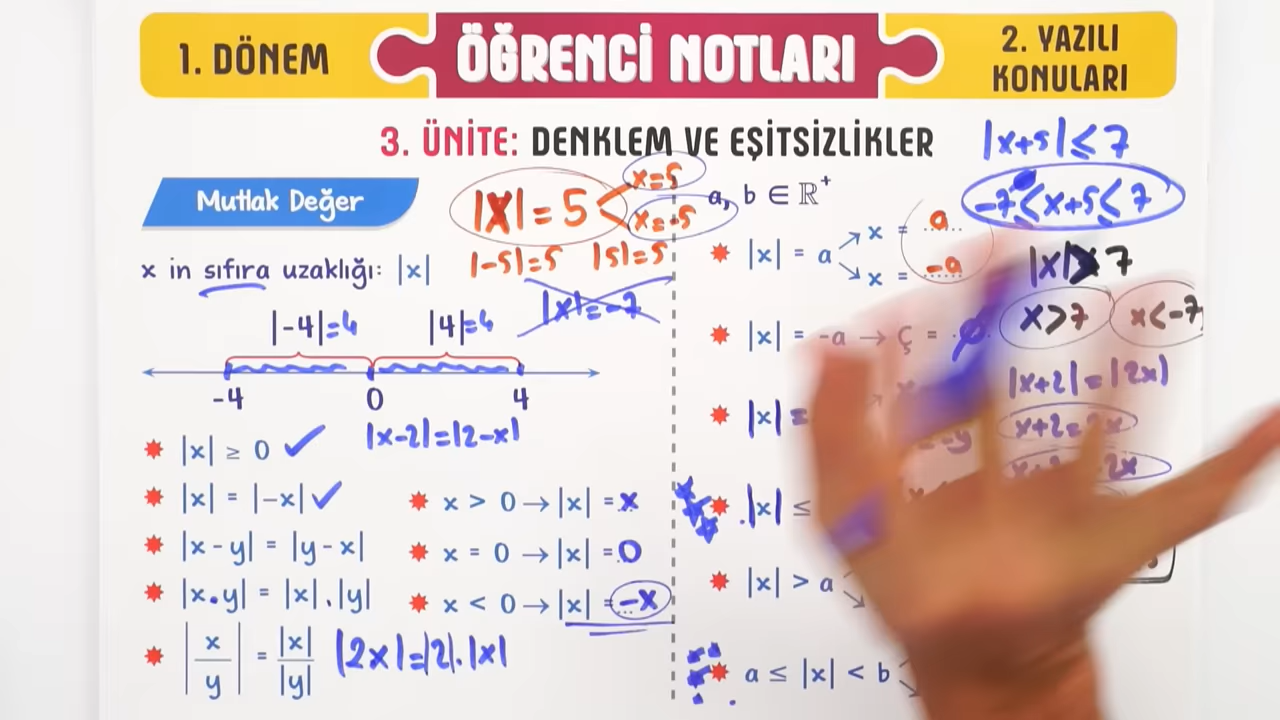 1. DÖNEM
ÖĞRENCİ NOTLARI
2. YAZILI
KONULARI
3. ÜNİTE: DENKLEM VE EŞİTSİZLİKLER
Mutlak Değer
|x| = 5
x=5
x=-5
|-5|=5 |5|=5
x in sıfıra uzaklığı: |x|
|x|=-7
|-4|=4 |4|=4
-4 0 4
|x-2|=|2-x|
|x| ≥ 0
|x| = |-x|
|x-y| = |y-x|
|x.y| = |x|.|y|
|x/y| = |x|/|y|
|2x|=|2|.|x|
x > 0 → |x| = x
x = 0 → |x| = 0
x < 0 → |x| = -x
a, b ∈ ℝ⁺
|x| = a
x = a
x = -a
|x| = -a → Ç = ∅
|x| =
= -y
|x| ≤
|x| > a
a ≤ |x| < b
|x+5| ≤ 7
-7 ≤ x+5 ≤ 7
|x| > 7
x>7 x<-7
|x+2| = |2x|
x+2=2x